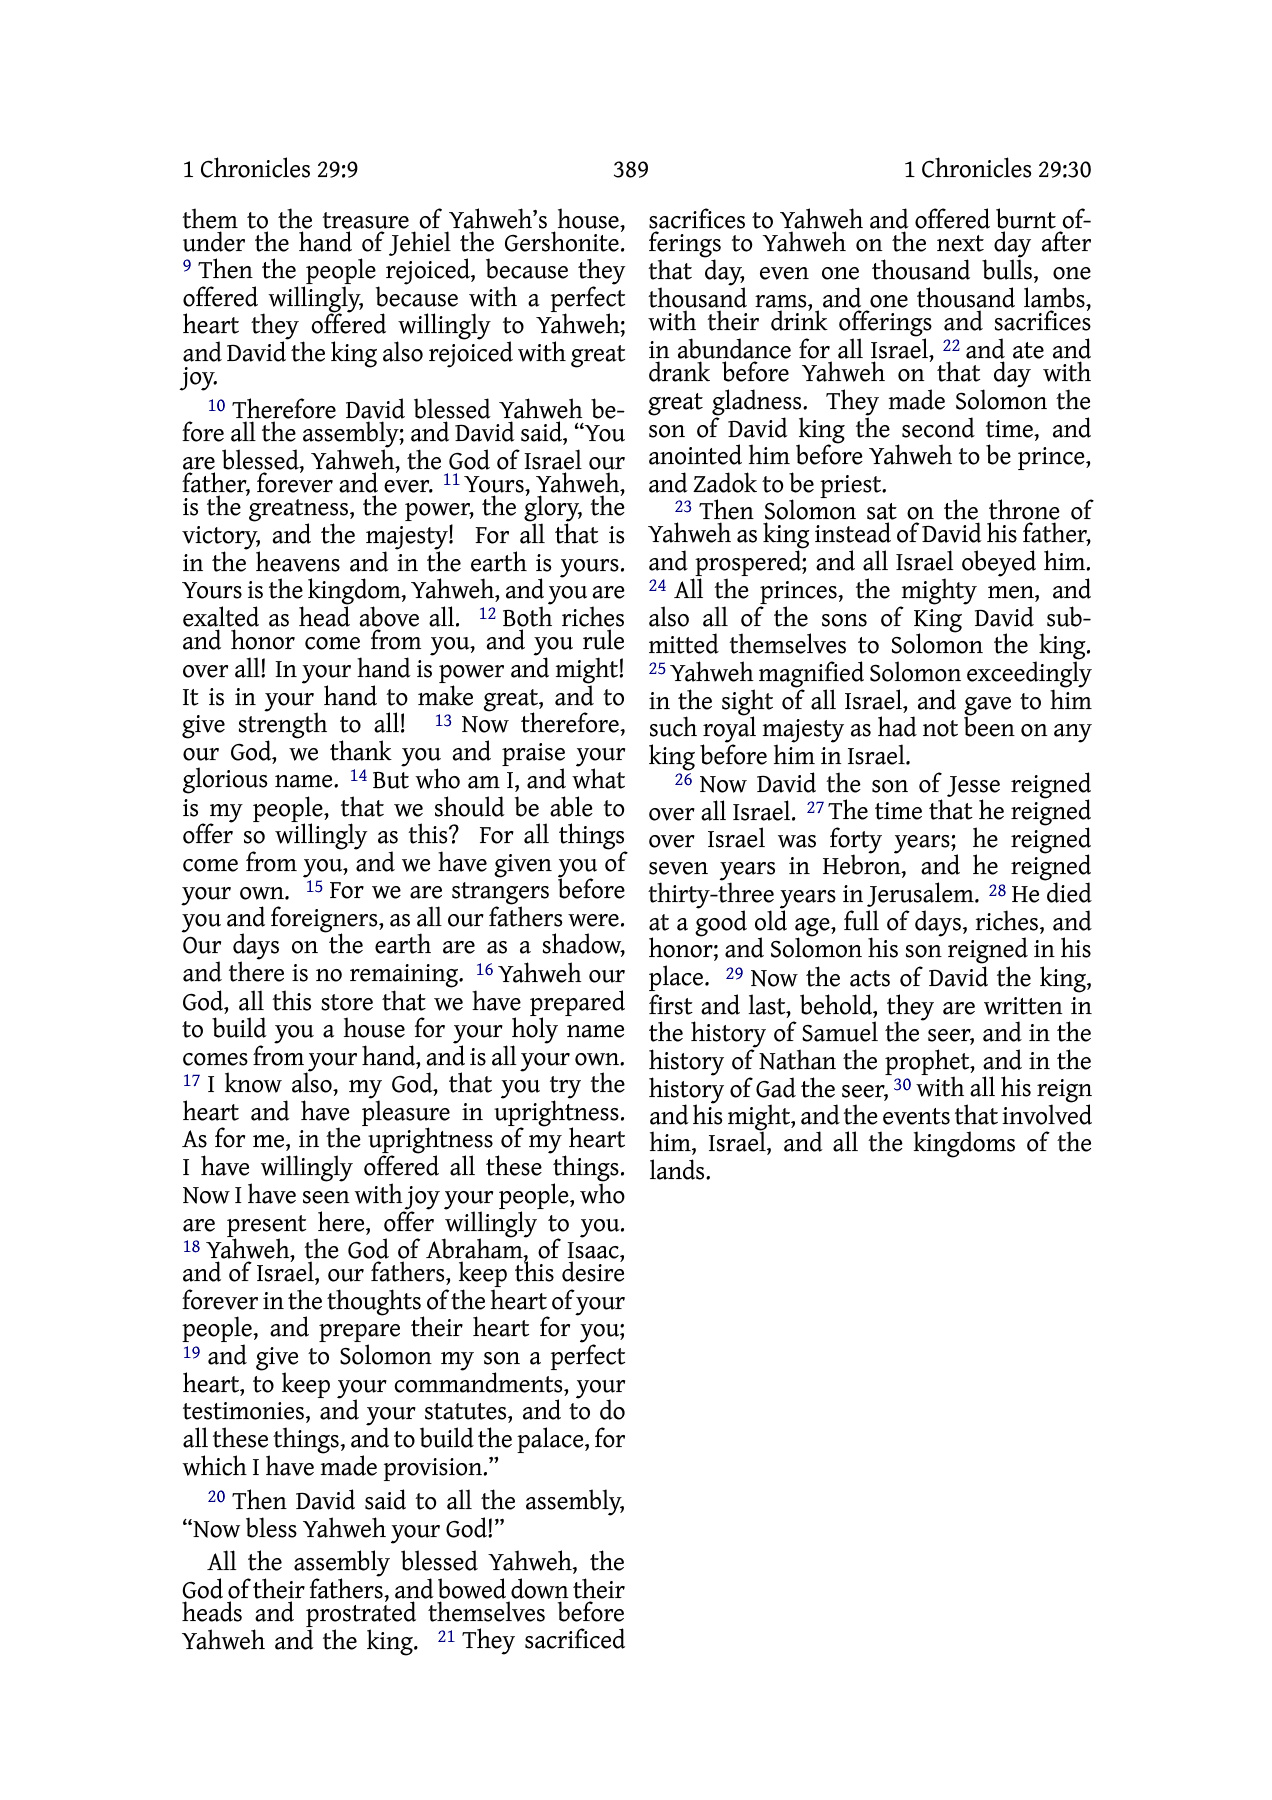 1 Chronicles 29:9 389 1 Chronicles 29:30
them to the treasure of Yahweh’s house,
under the hand of Jehiel the Gershonite.
9 Then the people rejoiced, because they
offered willingly, because with a perfect
heart they offered willingly to Yahweh;
and David the king also rejoiced with great
joy.
10 Therefore David blessed Yahweh be-
fore all the assembly; and David said, “You
are blessed, Yahweh, the God of Israel our
father, forever and ever. 11 Yours, Yahweh,
is the greatness, the power, the glory, the
victory, and the majesty! For all that is
in the heavens and in the earth is yours.
Yours is the kingdom, Yahweh, and you are
exalted as head above all. 12 Both riches
and honor come from you, and you rule
over all! In your hand is power and might!
It is in your hand to make great, and to
give strength to all! 13 Now therefore,
our God, we thank you and praise your
glorious name. 14 But who am I, and what
is my people, that we should be able to
offer so willingly as this? For all things
come from you, and we have given you of
your own. 15 For we are strangers before
you and foreigners, as all our fathers were.
Our days on the earth are as a shadow,
and there is no remaining. 16 Yahweh our
God, all this store that we have prepared
to build you a house for your holy name
comes from your hand, and is all your own.
17 I know also, my God, that you try the
heart and have pleasure in uprightness.
As for me, in the uprightness of my heart
I have willingly offered all these things.
Now I have seen with joy your people, who
are present here, offer willingly to you.
18 Yahweh, the God of Abraham, of Isaac,
and of Israel, our fathers, keep this desire
forever in the thoughts of the heart of your
people, and prepare their heart for you;
19 and give to Solomon my son a perfect
heart, to keep your commandments, your
testimonies, and your statutes, and to do
all these things, and to build the palace, for
which I have made provision.”
20 Then David said to all the assembly,
“Now bless Yahweh your God!”
All the assembly blessed Yahweh, the
God of their fathers, and bowed down their
heads and prostrated themselves before
Yahweh and the king. 21 They sacrificed
sacrifices to Yahweh and offered burnt of-
ferings to Yahweh on the next day after
that day, even one thousand bulls, one
thousand rams, and one thousand lambs,
with their drink offerings and sacrifices
in abundance for all Israel, 22 and ate and
drank before Yahweh on that day with
great gladness. They made Solomon the
son of David king the second time, and
anointed him before Yahweh to be prince,
and Zadok to be priest.
23 Then Solomon sat on the throne of
Yahweh as king instead of David his father,
and prospered; and all Israel obeyed him.
24 All the princes, the mighty men, and
also all of the sons of King David sub-
mitted themselves to Solomon the king.
25 Yahweh magnified Solomon exceedingly
in the sight of all Israel, and gave to him
such royal majesty as had not been on any
king before him in Israel.
26 Now David the son of Jesse reigned
over all Israel. 27 The time that he reigned
over Israel was forty years; he reigned
seven years in Hebron, and he reigned
thirty-three years in Jerusalem. 28 He died
at a good old age, full of days, riches, and
honor; and Solomon his son reigned in his
place. 29 Now the acts of David the king,
first and last, behold, they are written in
the history of Samuel the seer, and in the
history of Nathan the prophet, and in the
history of Gad the seer, 30 with all his reign
and his might, and the events that involved
him, Israel, and all the kingdoms of the
lands.